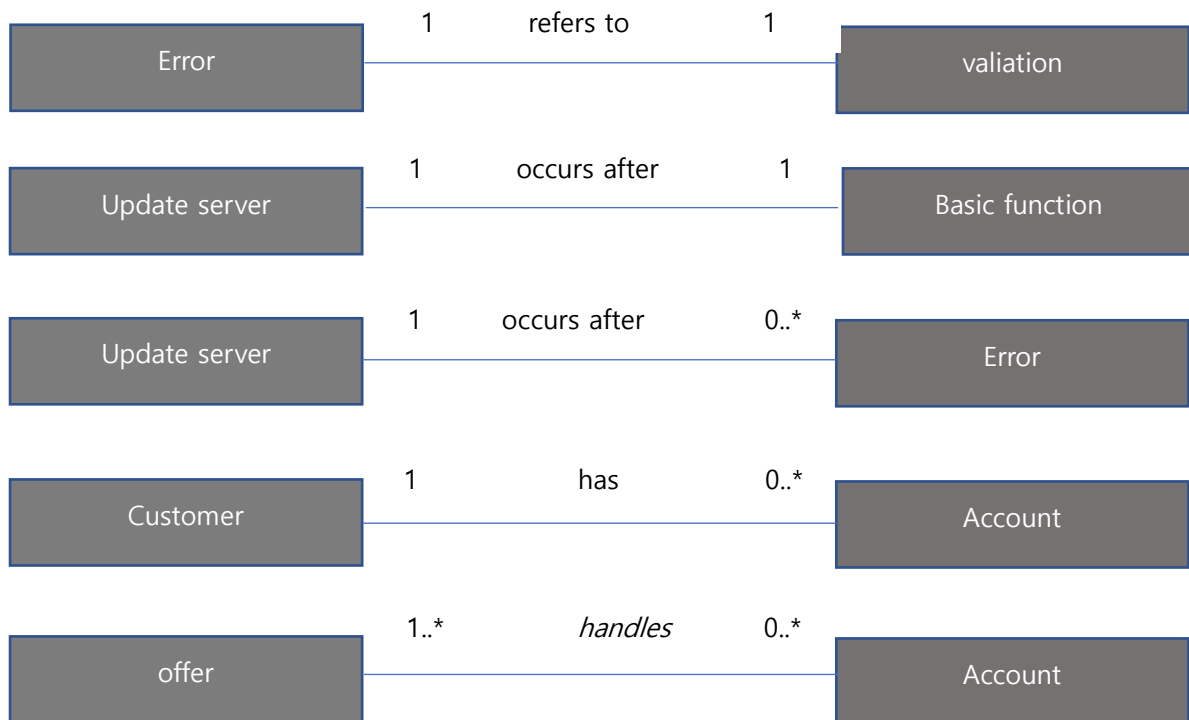 1 refers to 1
Error valiation
1 occurs after 1
Update server Basic function
1 occurs after 0..*
Update server Error
1 has 0..*
Customer Account
1..* handles 0..*
offer Account